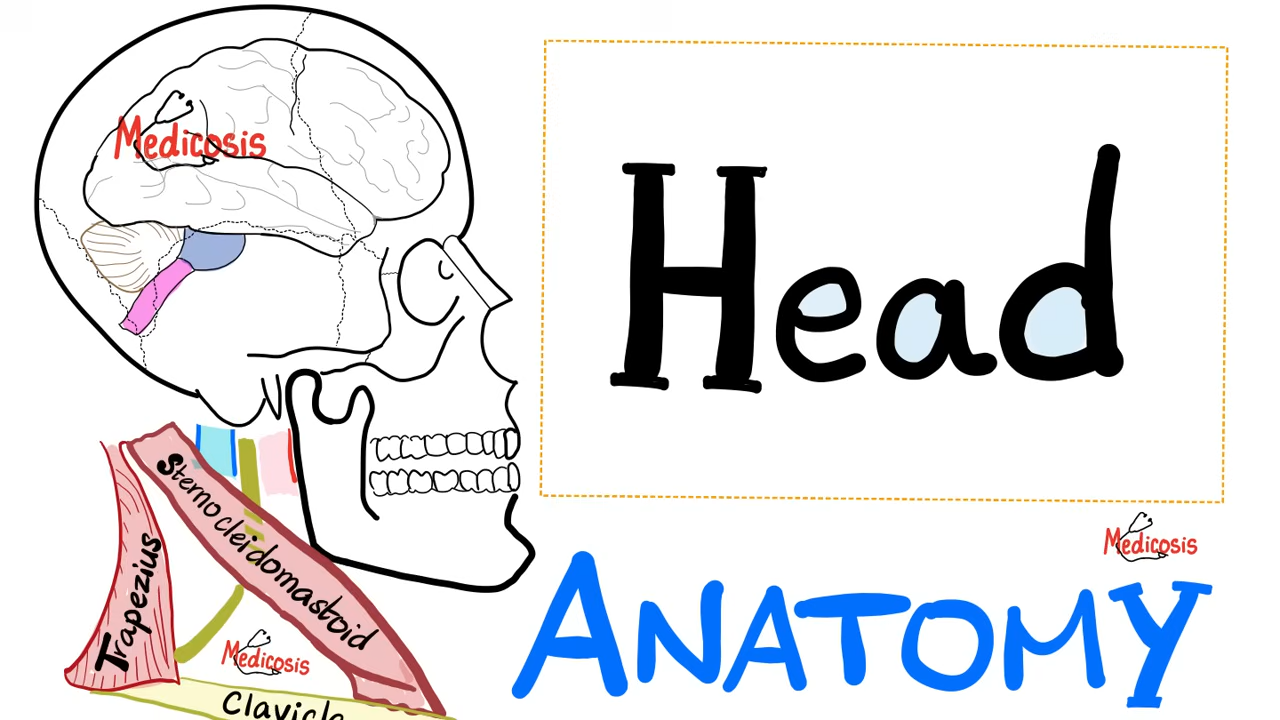 Medicosis
Head
Sternocleidomastoid
Trapezius
Medicosis
Medicosis
Clavicle
ANATOMY